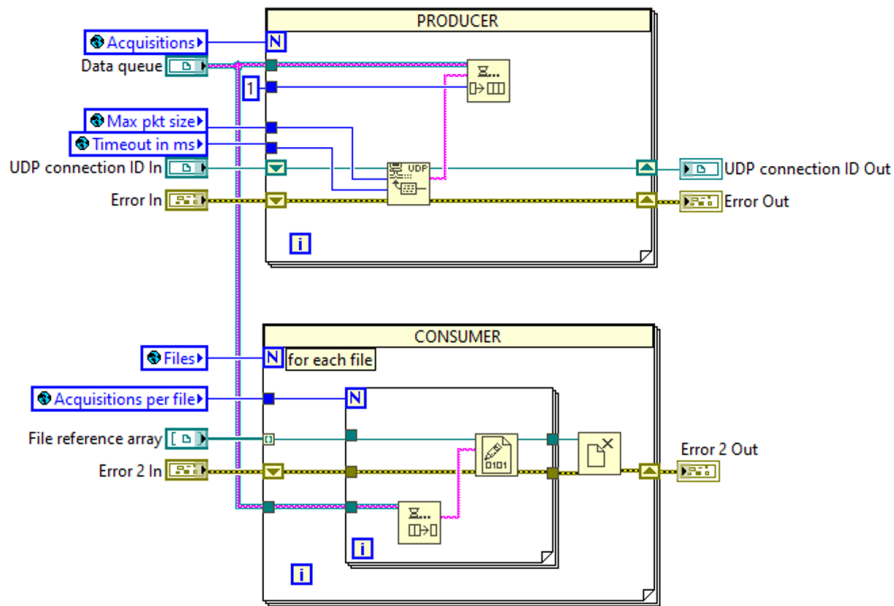 PRODUCER
Acquisitions
N
Data queue
1
Max pkt size
Timeout in ms
UDP
UDP connection ID In
UDP connection ID Out
Error In
Error Out
i
CONSUMER
Files
N
for each file
Acquisitions per file
N
File reference array
0101
Error 2 In
Error 2 Out
i
i